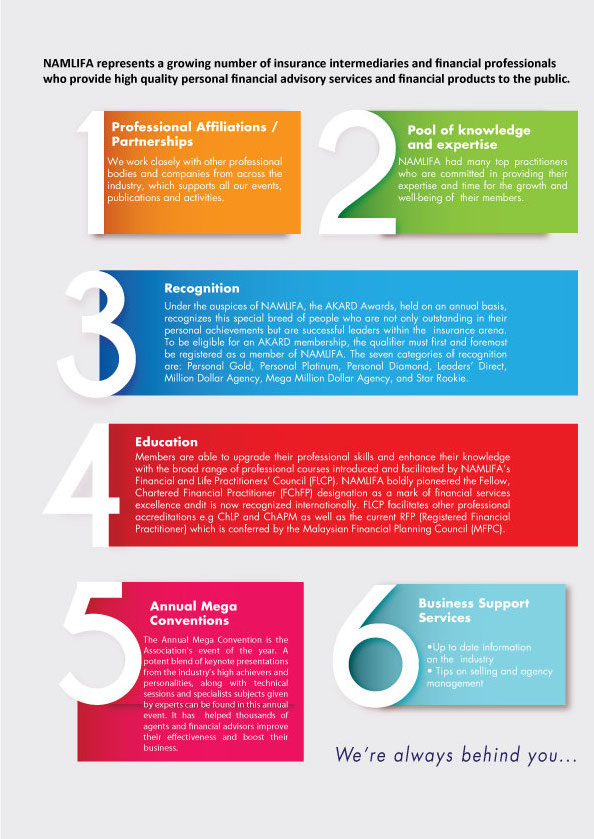 NAMLIFA represents a growing number of insurance intermediaries and financial professionals
who provide high quality personal financial advisory services and financial products to the public.
1
Professional Affiliations /
Partnerships
We work closely with other professional
bodies and companies from across the
industry, which supports all our events,
publications and activities.
2
Pool of knowledge
and expertise
NAMLIFA had many top practitioners
who are committed in providing their
expertise and time for the growth and
well-being of their members.
3
Recognition
Under the auspices of NAMLIFA, the AKARD Awards, held on an annual basis,
recognizes this special breed of people who are not only outstanding in their
personal achievements but are successful leaders within the insurance arena.
To be eligible for an AKARD membership, the qualifier must first and foremost
be registered as a member of NAMLIFA. The seven categories of recognition
are: Personal Gold, Personal Platinum, Personal Diamond, Leaders' Direct,
Million Dollar Agency, Mega Million Dollar Agency, and Star Rookie.
4
Education
Members are able to upgrade their professional skills and enhance their knowledge
with the broad range of professional courses introduced and facilitated by NAMLIFA's
Financial and Life Practitioners' Council (FLCP). NAMLIFA boldly pioneered the Fellow,
Chartered Financial Practitioner (FChFP) designation as a mark of financial services
excellence andit is now recognized internationally. FLCP facilitates other professional
accreditations e.g ChLP and ChAPM as well as the current RFP (Registered Financial
Practitioner) which is conferred by the Malaysian Financial Planning Council (MFPC).
5
Annual Mega
Conventions
The Annual Mega Convention is the
Association's event of the year. A
potent blend of keynote presentations
from the industry's high achievers and
personalities, along with technical
sessions and specialists subjects given
by experts can be found in this annual
event. It has helped thousands of
agents and financial advisors improve
their effectiveness and boost their
business.
6
Business Support
Services
•Up to date information
on the industry
• Tips on selling and agency
management
We're always behind you...